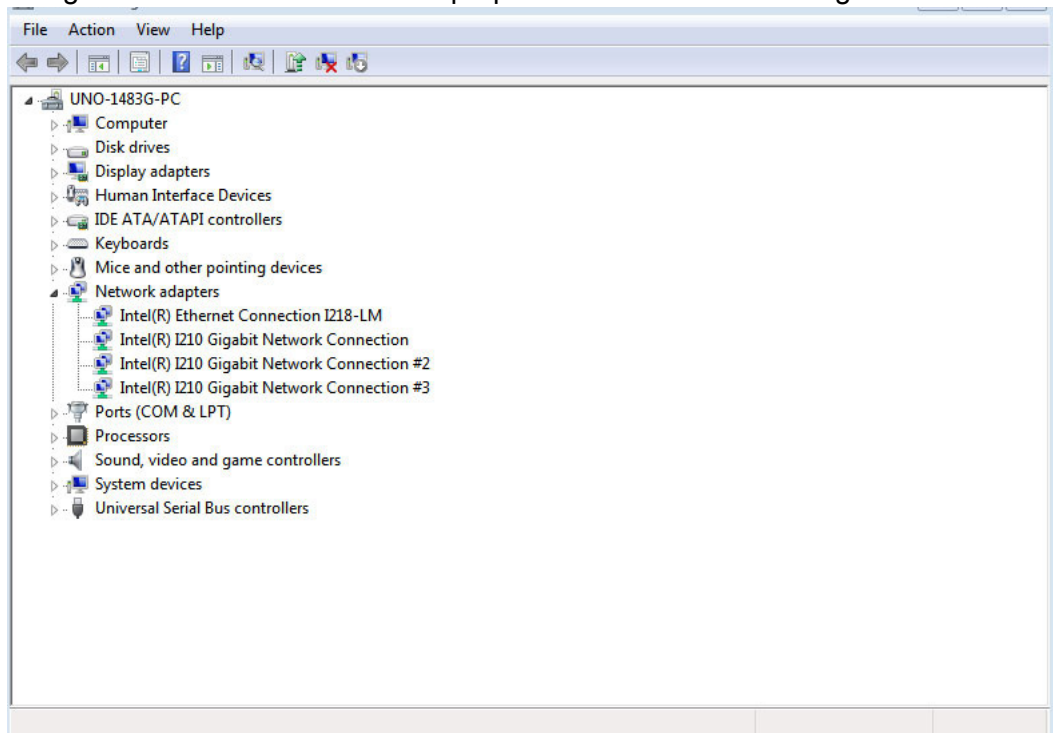 File Action View Help
UNO-1483G-PC
Computer
Disk drives
Display adapters
Human Interface Devices
IDE ATA/ATAPI controllers
Keyboards
Mice and other pointing devices
Network adapters
Intel(R) Ethernet Connection I218-LM
Intel(R) I210 Gigabit Network Connection
Intel(R) I210 Gigabit Network Connection #2
Intel(R) I210 Gigabit Network Connection #3
Ports (COM & LPT)
Processors
Sound, video and game controllers
System devices
Universal Serial Bus controllers